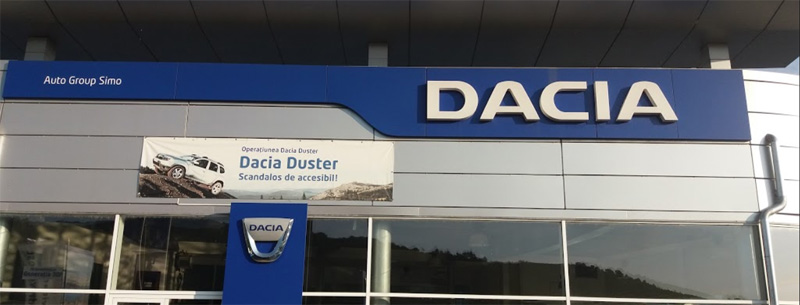 Auto Group Simo
DACIA
Operațiunea Dacia Duster
Dacia Duster
Scandalos de accesibil!
DACIA